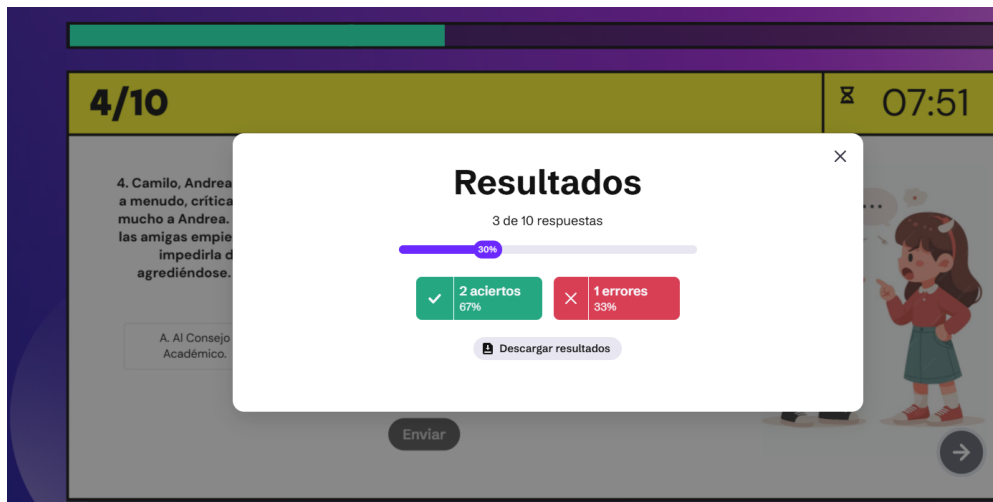 4/10
07:51
4. Camilo, Andrea
a menudo, crítica
mucho a Andrea.
las amigas empie
impedirla d
agrediéndose.
A. Al Consejo
Académico.
Enviar
...
Resultados
3 de 10 respuestas
30%
2 aciertos
67%
1 errores
33%
Descargar resultados